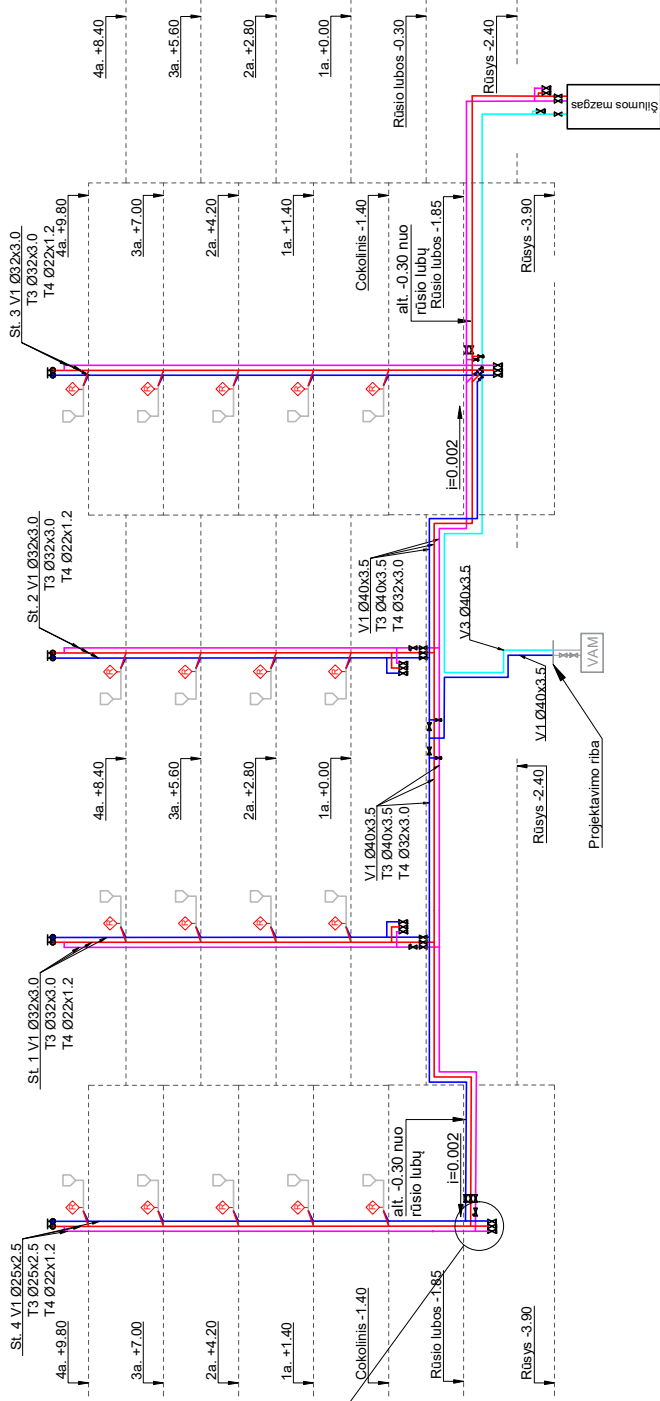 4a. +8.40
3a. +5.60
2a. +2.80
1a. +0.00
Rūsio lubos -0.30
Rūsys -2.40
Šilumos mazgas
St. 3 V1 Ø32x3.0
T3 Ø32x3.0
T4 Ø22x1.2
4a. +9.80
3a. +7.00
2a. +4.20
1a. +1.40
Cokolinis -1.40
alt. -0.30 nuo
rūsio lubų
Rūsio lubos -1.85
Rūsys -3.90
i=0.002
St. 2 V1 Ø32x3.0
T3 Ø32x3.0
T4 Ø22x1.2
V1 Ø40x3.5
T3 Ø40x3.5
T4 Ø32x3.0
V3 Ø40x3.5
V1 Ø40x3.5
VAM
Projektavimo riba
4a. +8.40
3a. +5.60
2a. +2.80
1a. +0.00
V1 Ø40x3.5
T3 Ø40x3.5
T4 Ø32x3.0
Rūsys -2.40
St. 1 V1 Ø32x3.0
T3 Ø32x3.0
T4 Ø22x1.2
alt. -0.30 nuo
rūsio lubų
i=0.002
St. 4 V1 Ø25x2.5
T3 Ø25x2.5
T4 Ø22x1.2
4a. +9.80
3a. +7.00
2a. +4.20
1a. +1.40
Cokolinis -1.40
Rūsio lubos -1.85
Rūsys -3.90